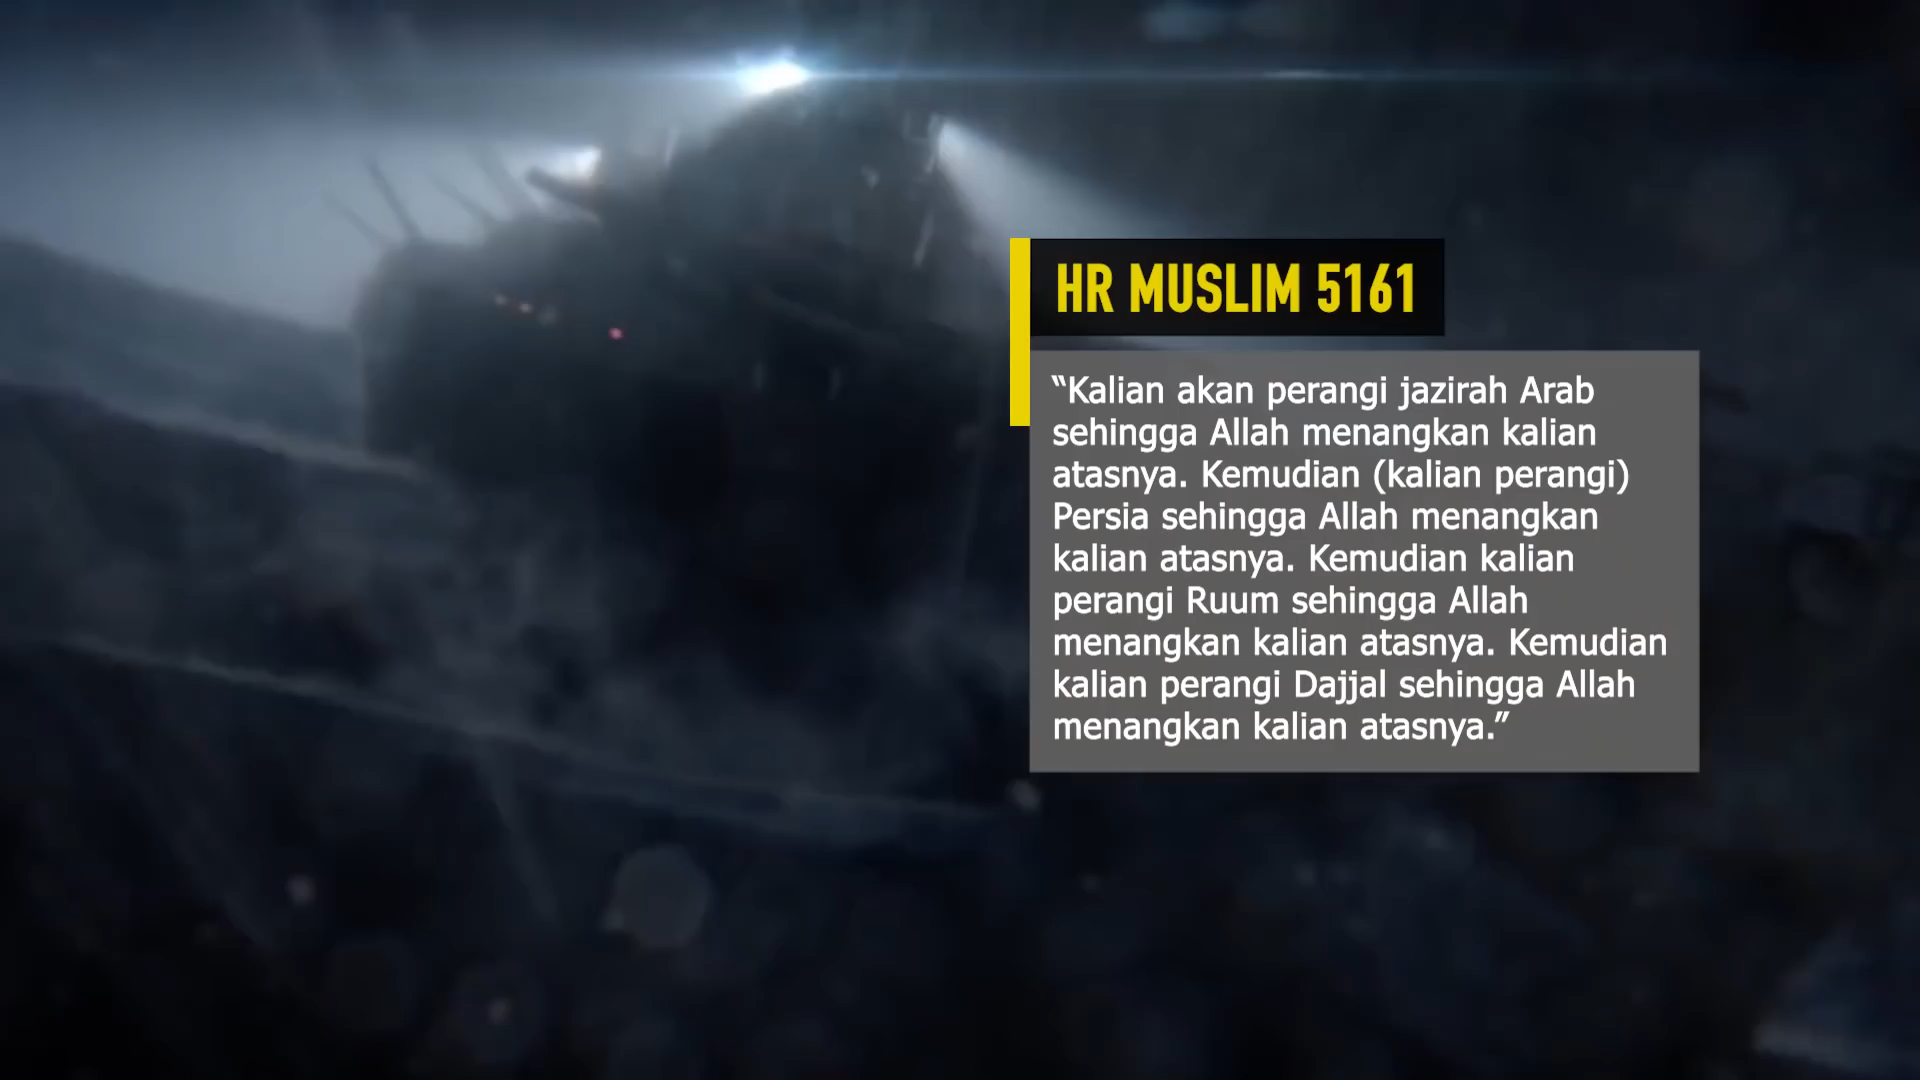 HR MUSLIM 5161
“Kalian akan perangi jazirah Arab
sehingga Allah menangkan kalian
atasnya. Kemudian (kalian perangi)
Persia sehingga Allah menangkan
kalian atasnya. Kemudian kalian
perangi Ruum sehingga Allah
menangkan kalian atasnya. Kemudian
kalian perangi Dajjal sehingga Allah
menangkan kalian atasnya.”